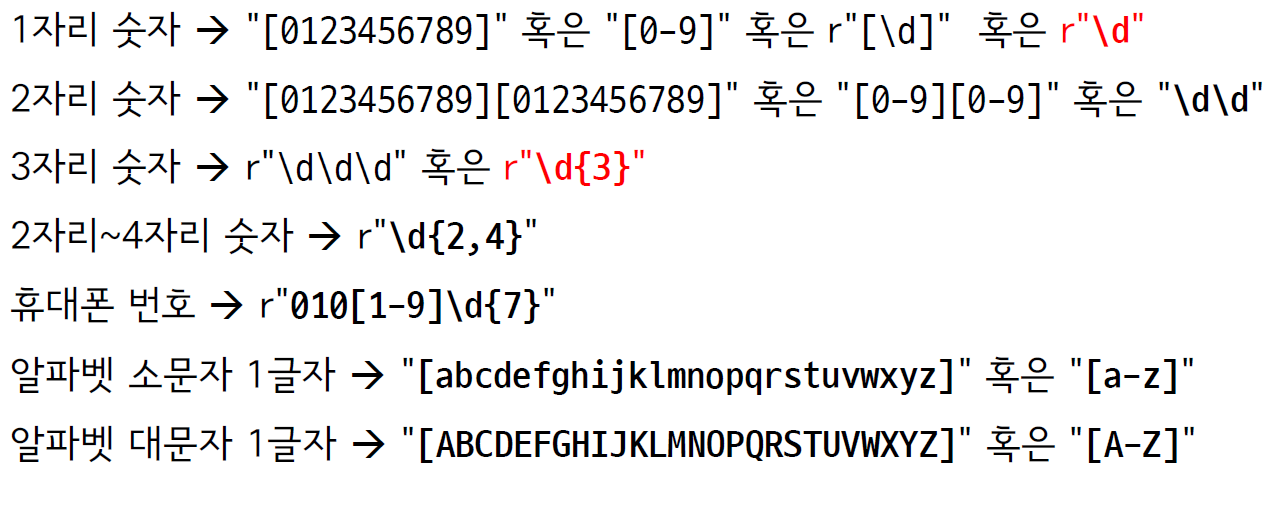 1자리 숫자 → "[0123456789]" 혹은 "[0-9]" 혹은 r"[\d]" 혹은 r"\d"
2자리 숫자 → "[0123456789][0123456789]" 혹은 "[0-9][0-9]" 혹은 "\d\d"
3자리 숫자 → r"\d\d\d" 혹은 r"\d{3}"
2자리~4자리 숫자 → r"\d{2,4}"
휴대폰 번호 → r"010[1-9]\d{7}"
알파벳 소문자 1글자 → "[abcdefghijklmnopqrstuvwxyz]" 혹은 "[a-z]"
알파벳 대문자 1글자 → "[ABCDEFGHIJKLMNOPQRSTUVWXYZ]" 혹은 "[A-Z]"